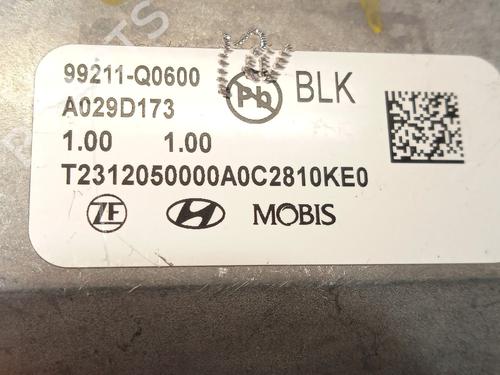 99211-Q0600
Pb
BLK
A029D173
1.00 1.00
T2312050000A0C2810KE0
ZF
MOBIS